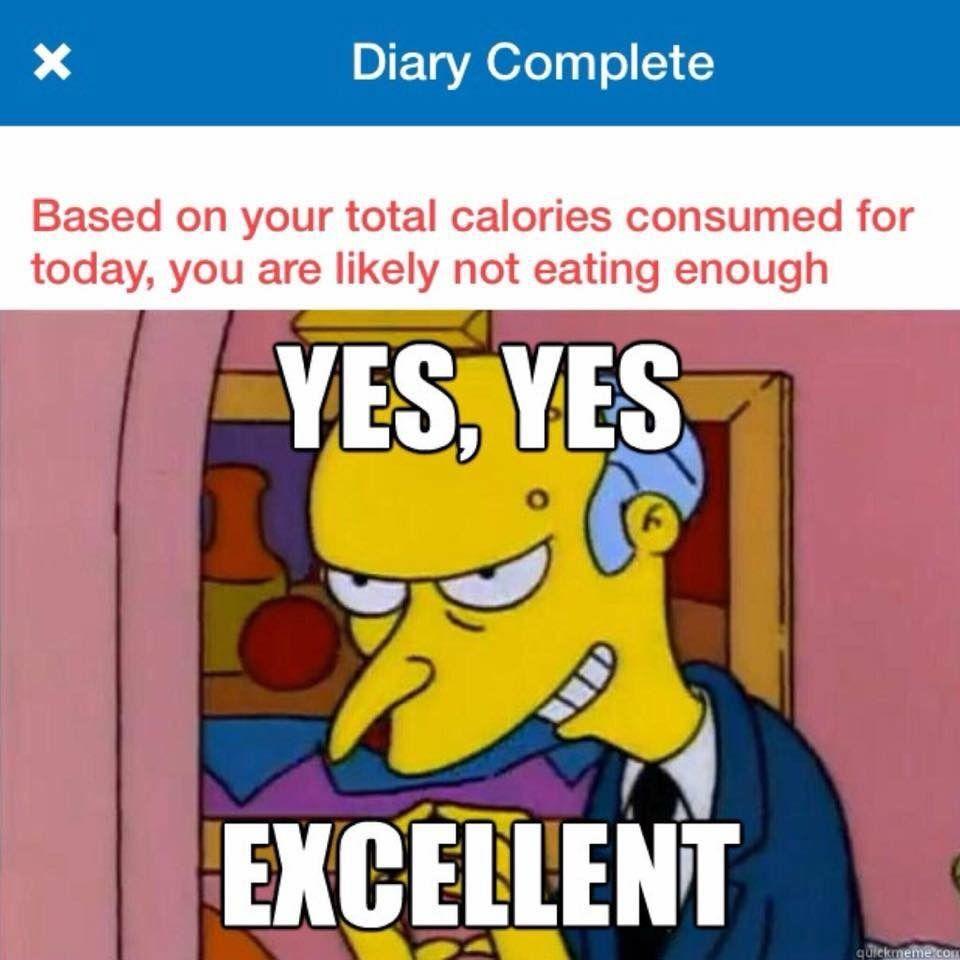 Diary Complete
Based on your total calories consumed for
today, you are likely not eating enough
YES, YES
EXCELLENT
quickmeme.com